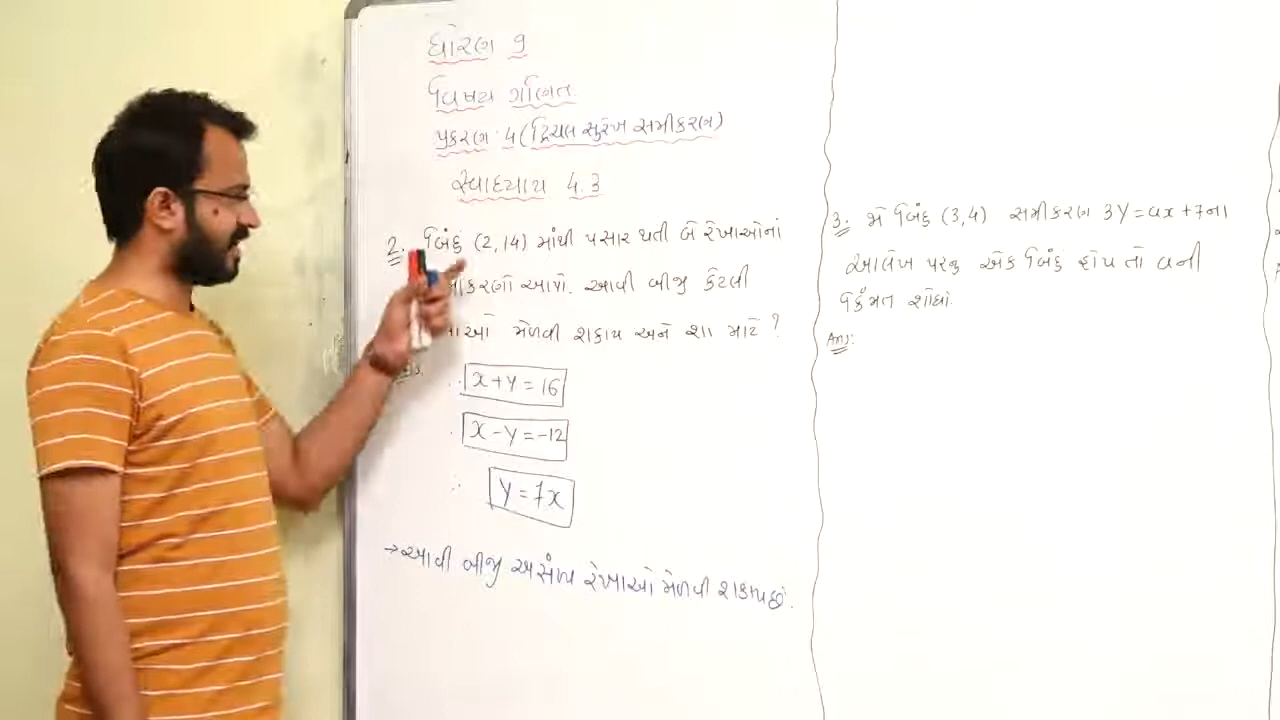 ધોરણ 9
વિષય ગણિત
પ્રકરણ 4 (દ્વિચલ સુરેખ સમીકરણ)
સ્વાધ્યાય 4.3
2. બિંદુ (2,14) માંથી પસાર થતી બે રેખાઓનાં
કરણો આપો. આવી બીજી કેટલી
ઓ મેળવી શકાય અને શા માટે ?
∴ x+y=16
∴ x-y=-12
∴ y=7x
→ આવી બીજી અસંખ્ય રેખાઓ મેળવી શકાય છે.
3. જો બિંદુ (3,4) સમીકરણ 3y=ax+7ના
આલેખ પરનું એક બિંદુ હોય તો aની
કિંમત શોધો.
Ans: